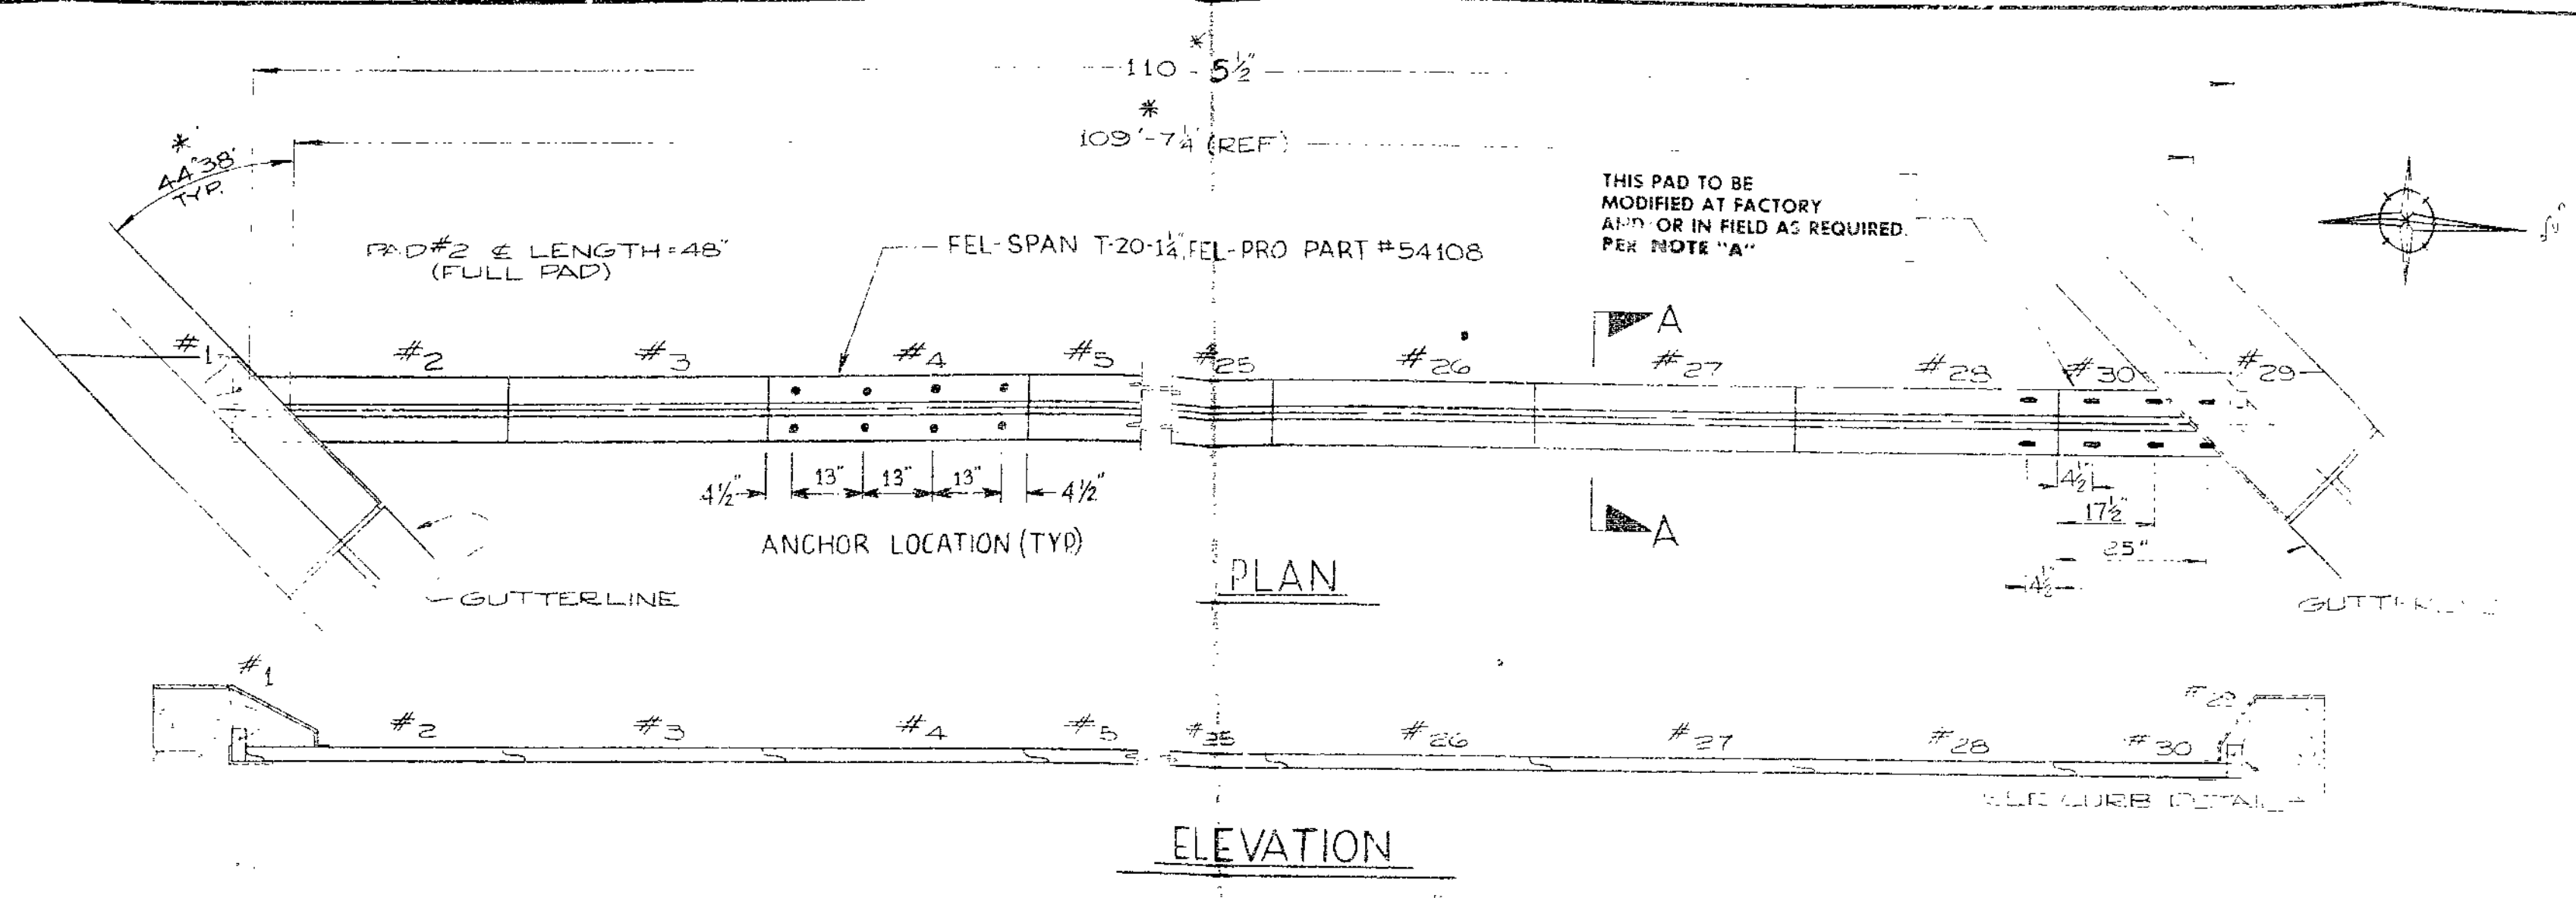 *
110 - 5½"
*
109'-7¼" (REF)
*
44°38'
TYP.
THIS PAD TO BE
MODIFIED AT FACTORY
AND/OR IN FIELD AS REQUIRED.
PER NOTE "A"
PAD#2 ℄ LENGTH=48"
(FULL PAD)
FEL-SPAN T-20-1¼", FEL-PRO PART #54108
A
#1
#2
#3
#4
#5
#25
#26
#27
#28
#30
#29
4½"
13"
13"
13"
4½"
4½"
17½"
25"
4½"
A
ANCHOR LOCATION (TYP)
PLAN
GUTTERLINE
#1
#2
#3
#4
#5
#25
#26
#27
#28
#30
CURB DETAIL
ELEVATION